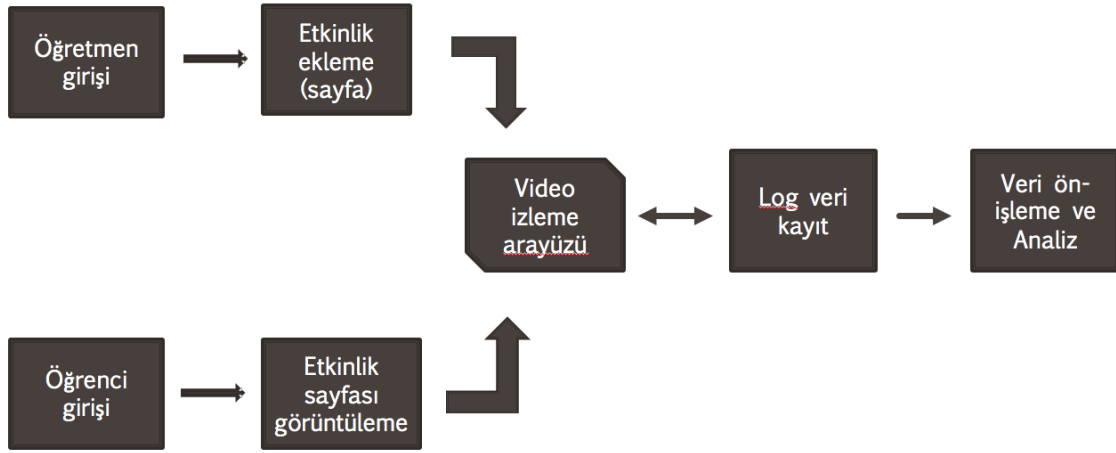 Öğretmen
girişi
Etkinlik
ekleme
(sayfa)
Video
izleme
arayüzü
Log veri
kayıt
Veri ön-
işleme ve
Analiz
Öğrenci
girişi
Etkinlik
sayfası
görüntüleme